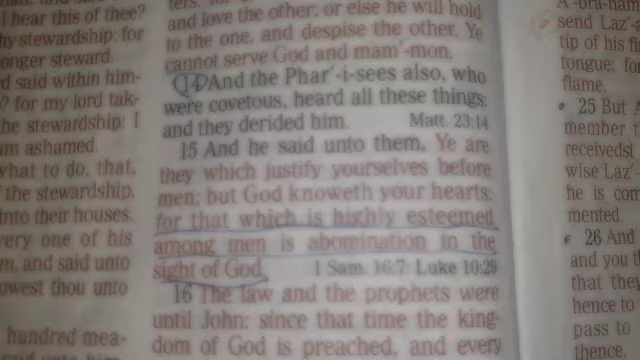 l hear this of thee?
hy stewardship: for
onger steward.
d said within him-
? for my lord tak-
he stewardship: I
am ashamed.
what to do, that,
the stewardship,
into their houses.
very one of his
m, and said unto
owest thou unto
hundred mea-
and love the other; or else he will hold
to the one, and despise the other. Ye
cannot serve God and mam′-mon.
14 And the Phar′-i-sees also, who
were covetous, heard all these things:
and they derided him. Matt. 23:14
15 And he said unto them, Ye are
they which justify yourselves before
men; but God knoweth your hearts:
for that which is highly esteemed
among men is abomination in the
sight of God. 1 Sam. 16:7; Luke 10:29
16 The law and the prophets were
until John: since that time the king-
dom of God is preached, and every
send Laz′-a
tip of his f
tongue; for
flame.
25 But A
member t
receivedst
wise Laz′-
he is com
mented.
26 And
and you t
that they
hence to
pass to
thence.